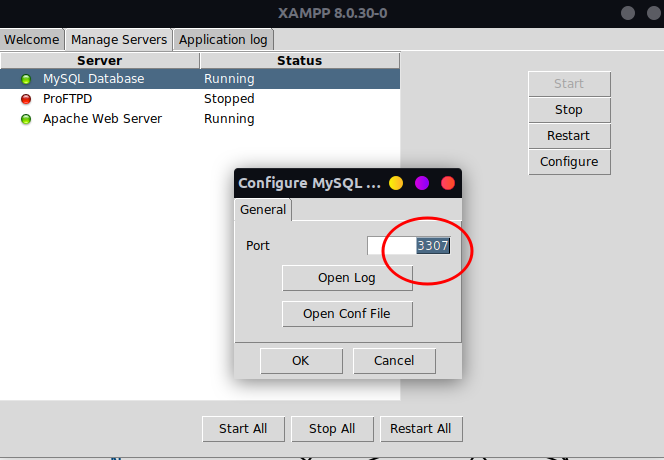 XAMPP 8.0.30-0
Welcome Manage Servers Application log
Server Status
MySQL Database Running
ProFTPD Stopped
Apache Web Server Running
Start
Stop
Restart
Configure
Configure MySQL ...
General
Port 3307
Open Log
Open Conf File
OK Cancel
Start All Stop All Restart All